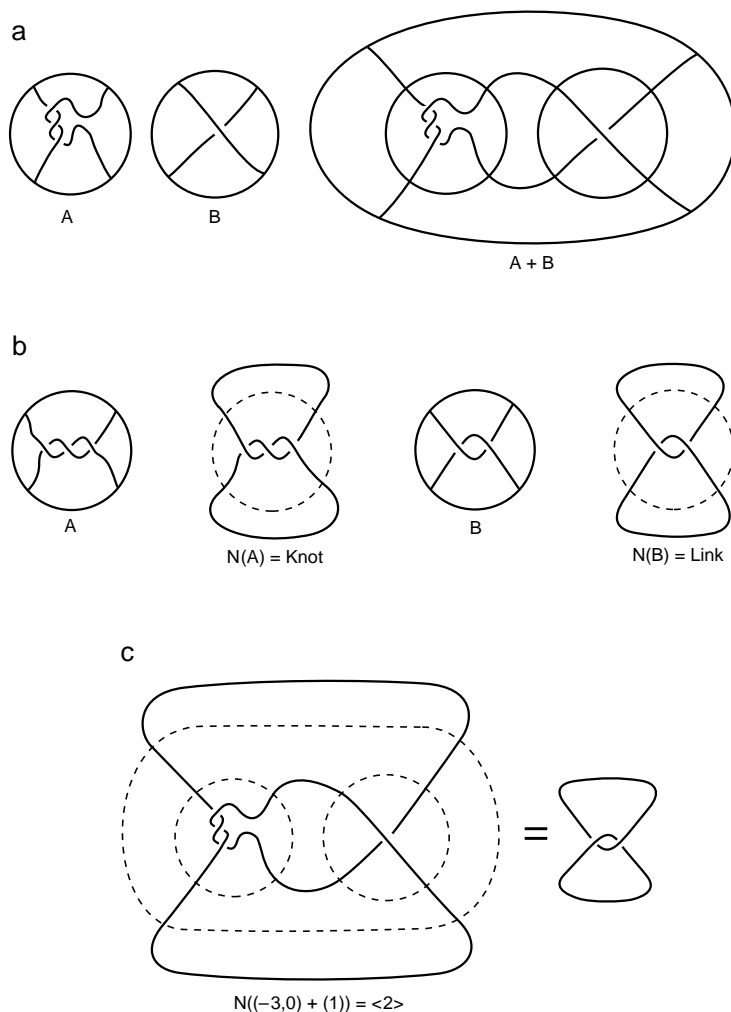 a
A
B
A + B
b
A
N(A) = Knot
B
N(B) = Link
c
=
N((−3,0) + (1)) = <2>